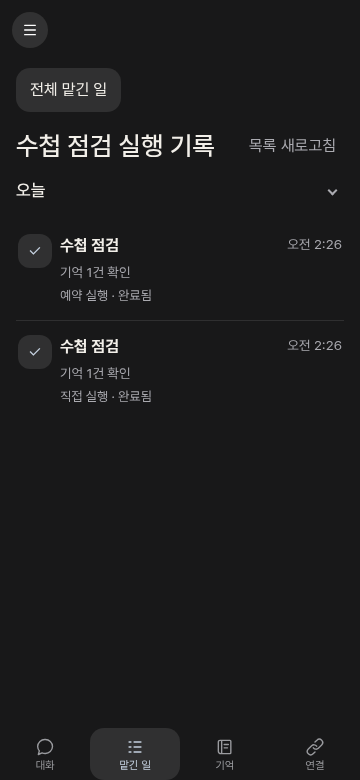 전체 맡긴 일
수첩 점검 실행 기록
목록 새로고침
오늘
수첩 점검
오전 2:26
기억 1건 확인
예약 실행 · 완료됨
수첩 점검
오전 2:26
기억 1건 확인
직접 실행 · 완료됨
대화
맡긴 일
기억
연결